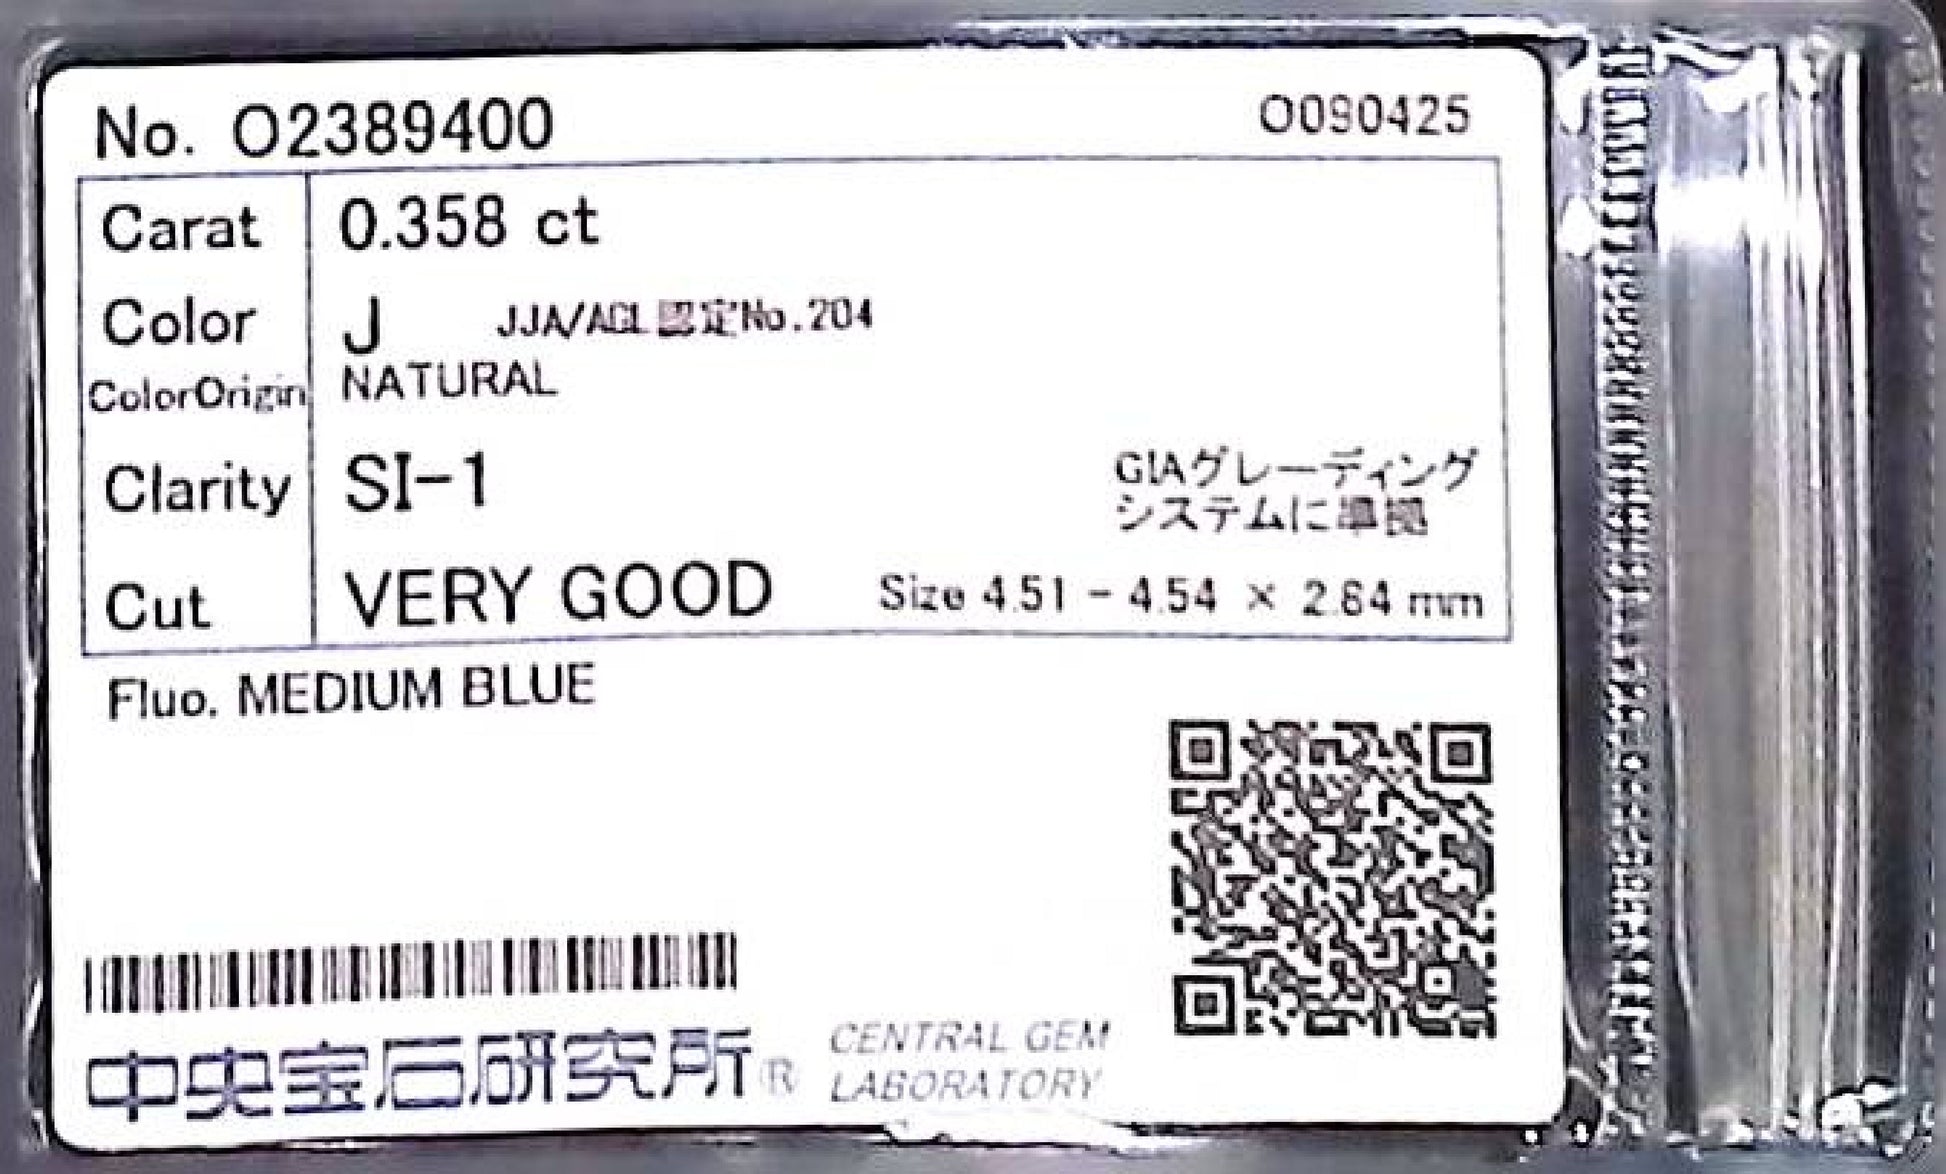 No. O2389400
O090425
Carat 0.358 ct
Color J JJA/AGL認定No.204
ColorOrigin NATURAL
Clarity SI-1
GIAグレーディング
システムに準拠
Cut VERY GOOD Size 4.51 - 4.54 × 2.84 mm
Fluo. MEDIUM BLUE
中央宝石研究所® CENTRAL GEM
LABORATORY